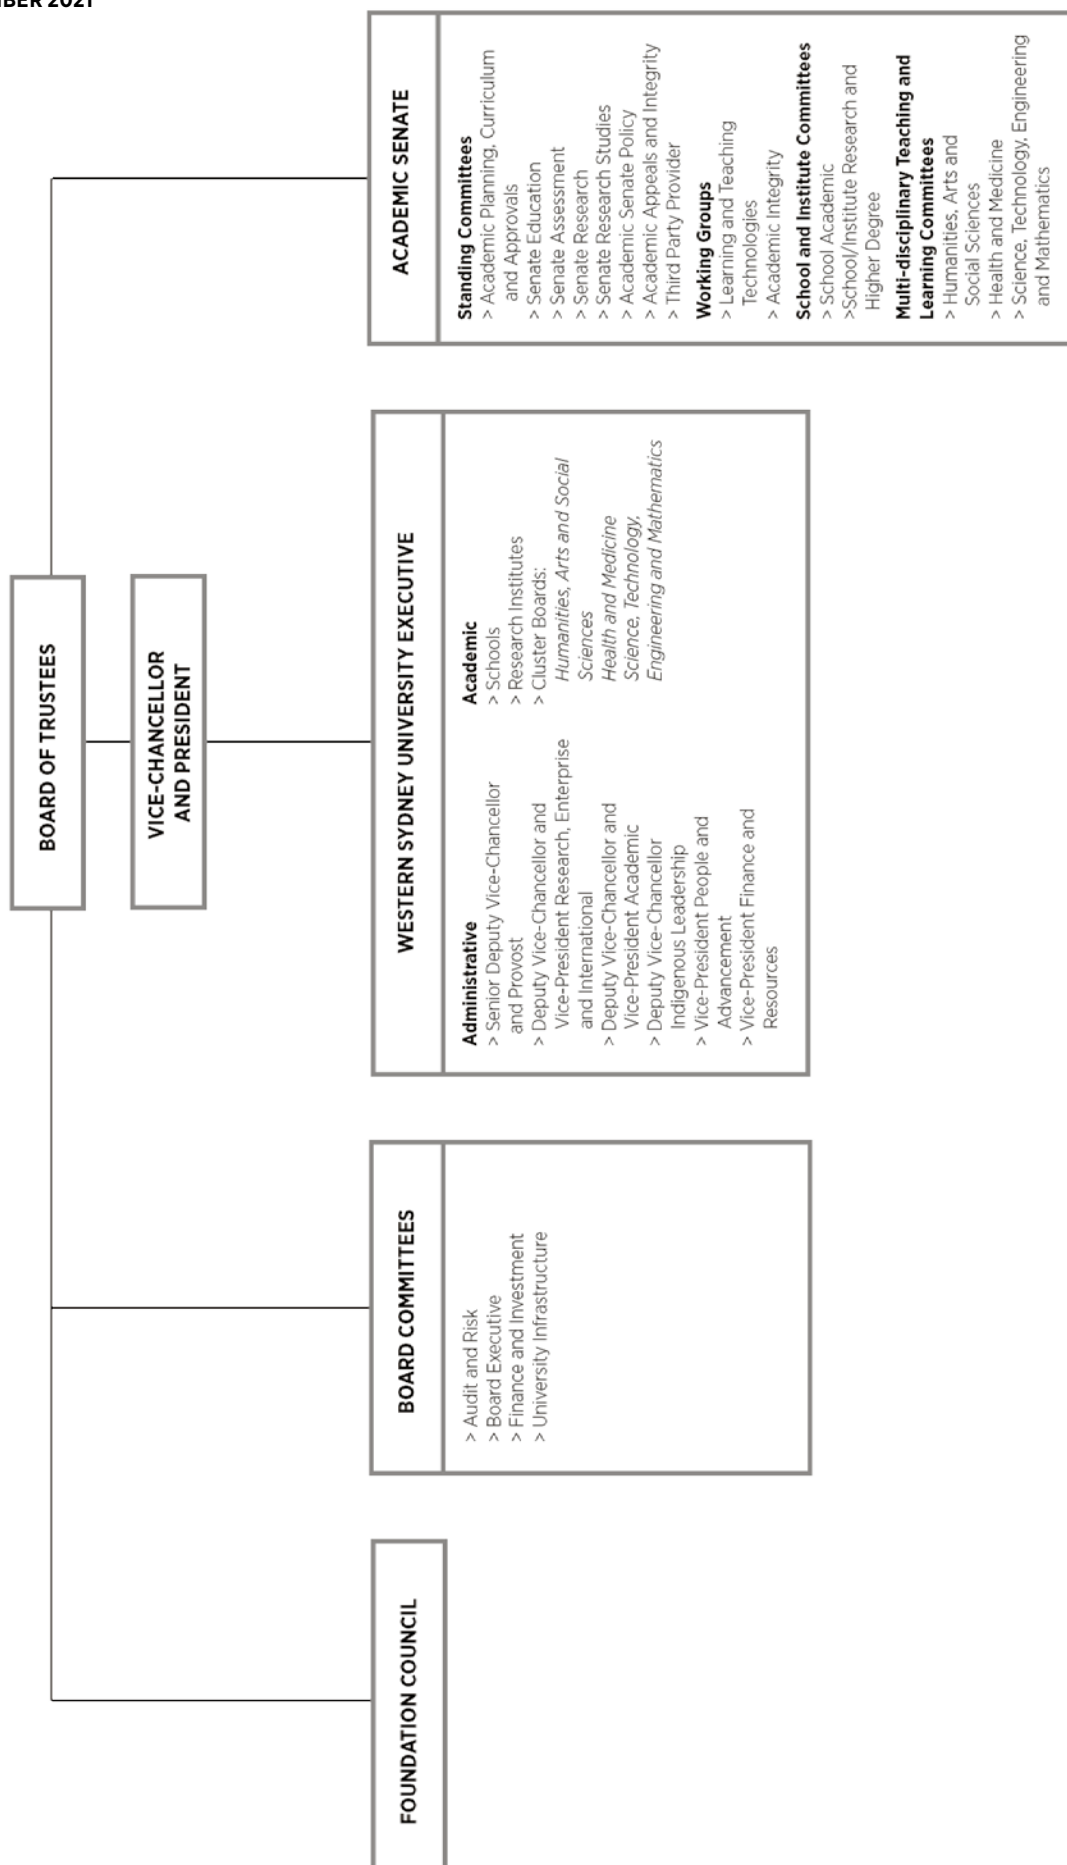 BER 2021
BOARD OF TRUSTEES
VICE-CHANCELLOR
AND PRESIDENT
FOUNDATION COUNCIL
BOARD COMMITTEES
> Audit and Risk
> Board Executive
> Finance and Investment
> University Infrastructure
WESTERN SYDNEY UNIVERSITY EXECUTIVE
Administrative
> Senior Deputy Vice-Chancellor
and Provost
> Deputy Vice-Chancellor and
Vice-President Research, Enterprise
and International
> Deputy Vice-Chancellor and
Vice-President Academic
> Deputy Vice-Chancellor
Indigenous Leadership
> Vice-President People and
Advancement
> Vice-President Finance and
Resources
Academic
> Schools
> Research Institutes
> Cluster Boards:
Humanities, Arts and Social
Sciences
Health and Medicine
Science, Technology,
Engineering and Mathematics
ACADEMIC SENATE
Standing Committees
> Academic Planning, Curriculum
and Approvals
> Senate Education
> Senate Assessment
> Senate Research
> Senate Research Studies
> Academic Senate Policy
> Academic Appeals and Integrity
> Third Party Provider
Working Groups
> Learning and Teaching
Technologies
> Academic Integrity
School and Institute Committees
> School Academic
>School/Institute Research and
Higher Degree
Multi-disciplinary Teaching and
Learning Committees
> Humanities, Arts and
Social Sciences
> Health and Medicine
> Science, Technology, Engineering
and Mathematics